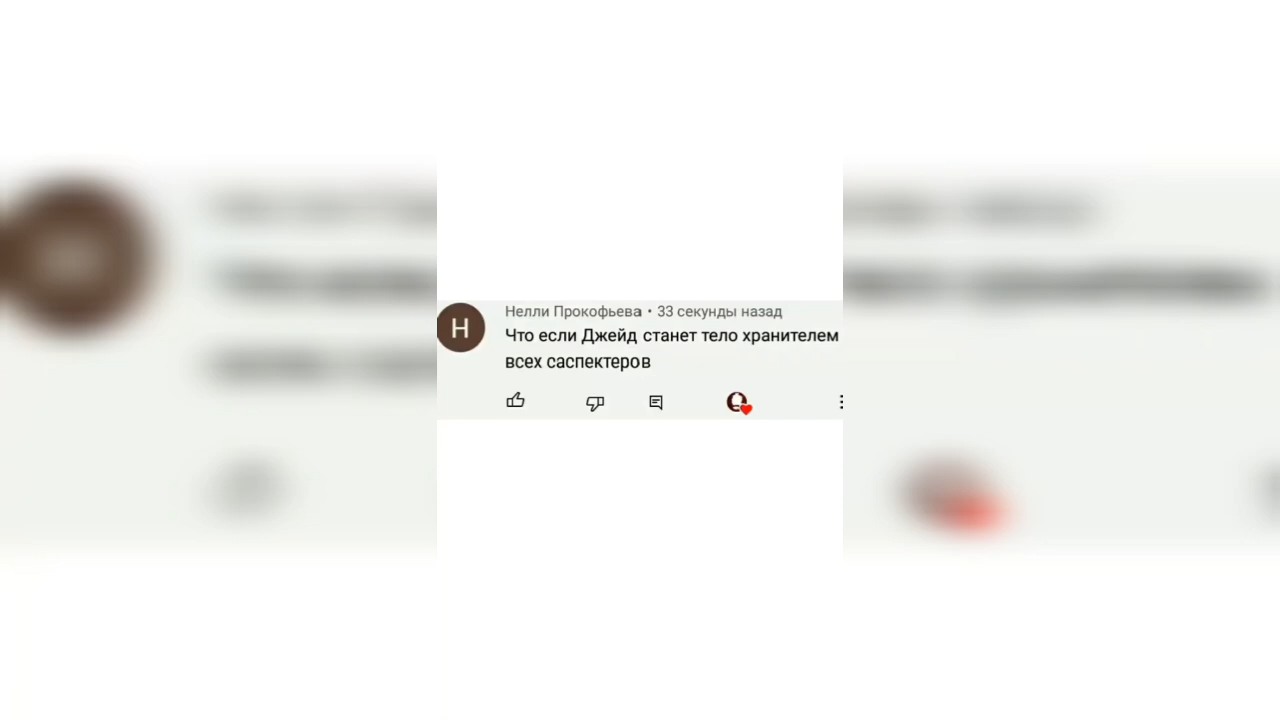 Н
Нелли Прокофьева • 33 секунды назад
Что если Джейд станет тело хранителем
всех саспектеров